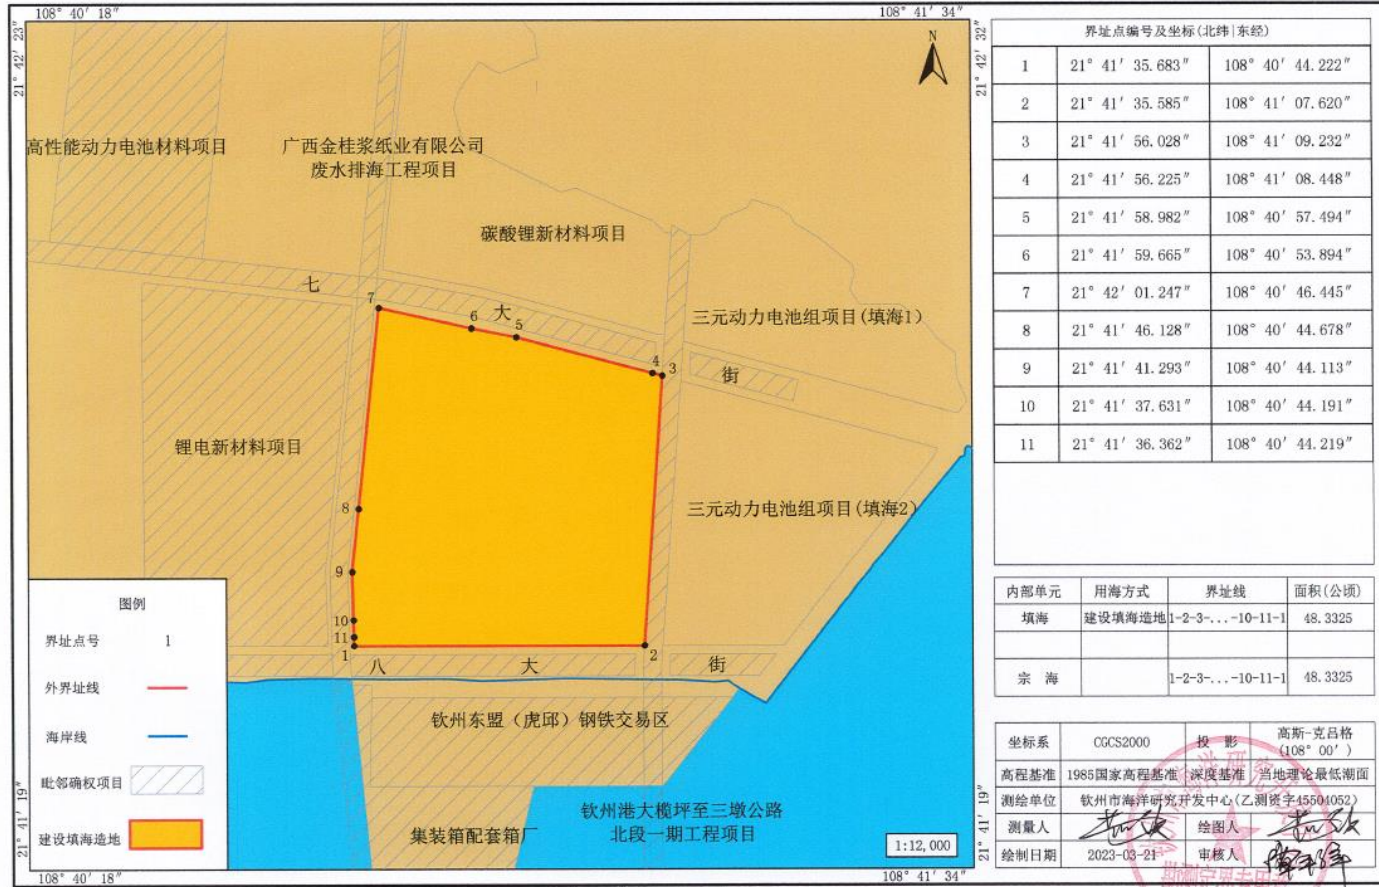 108° 40′ 18″
108° 41′ 34″
21° 42′ 23″
21° 42′ 32″
N
高性能动力电池材料项目
广西金桂浆纸业有限公司
废水排海工程项目
碳酸锂新材料项目
七 大 街
三元动力电池组项目(填海1)
7
6
5
4
3
锂电新材料项目
三元动力电池组项目(填海2)
8
9
10
11
1
2
八 大 街
钦州东盟（虎邱）钢铁交易区
钦州港大榄坪至三墩公路
北段一期工程项目
集装箱配套箱厂
1:12,000
图例
界址点号 1
外界址线
海岸线
毗邻确权项目
建设填海造地
21° 41′ 19″
21° 41′ 19″
108° 40′ 18″
108° 41′ 34″
界址点编号及坐标(北纬|东经)
1 21° 41′ 35.683″ 108° 40′ 44.222″
2 21° 41′ 35.585″ 108° 41′ 07.620″
3 21° 41′ 56.028″ 108° 41′ 09.232″
4 21° 41′ 56.225″ 108° 41′ 08.448″
5 21° 41′ 58.982″ 108° 40′ 57.494″
6 21° 41′ 59.665″ 108° 40′ 53.894″
7 21° 42′ 01.247″ 108° 40′ 46.445″
8 21° 41′ 46.128″ 108° 40′ 44.678″
9 21° 41′ 41.293″ 108° 40′ 44.113″
10 21° 41′ 37.631″ 108° 40′ 44.191″
11 21° 41′ 36.362″ 108° 40′ 44.219″
内部单元 用海方式 界址线 面积(公顷)
填海 建设填海造地 1-2-3-...-10-11-1 48.3325
宗 海 1-2-3-...-10-11-1 48.3325
坐标系 CGCS2000 投 影 高斯-克吕格
(108° 00′)
高程基准 1985国家高程基准 深度基准 当地理论最低潮面
测绘单位 钦州市海洋研究开发中心(乙测资字45504052)
测量人 绘图人
绘制日期 2023-03-21 审核人